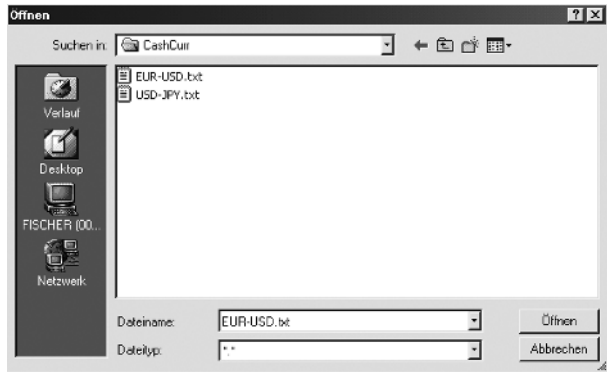 Öffnen
Suchen in: CashCurr
EUR-USD.txt
USD-JPY.txt
Verlauf
Desktop
FISCHER (00...
Netzwerk
Dateiname: EUR-USD.txt Öffnen
Dateityp: *.* Abbrechen